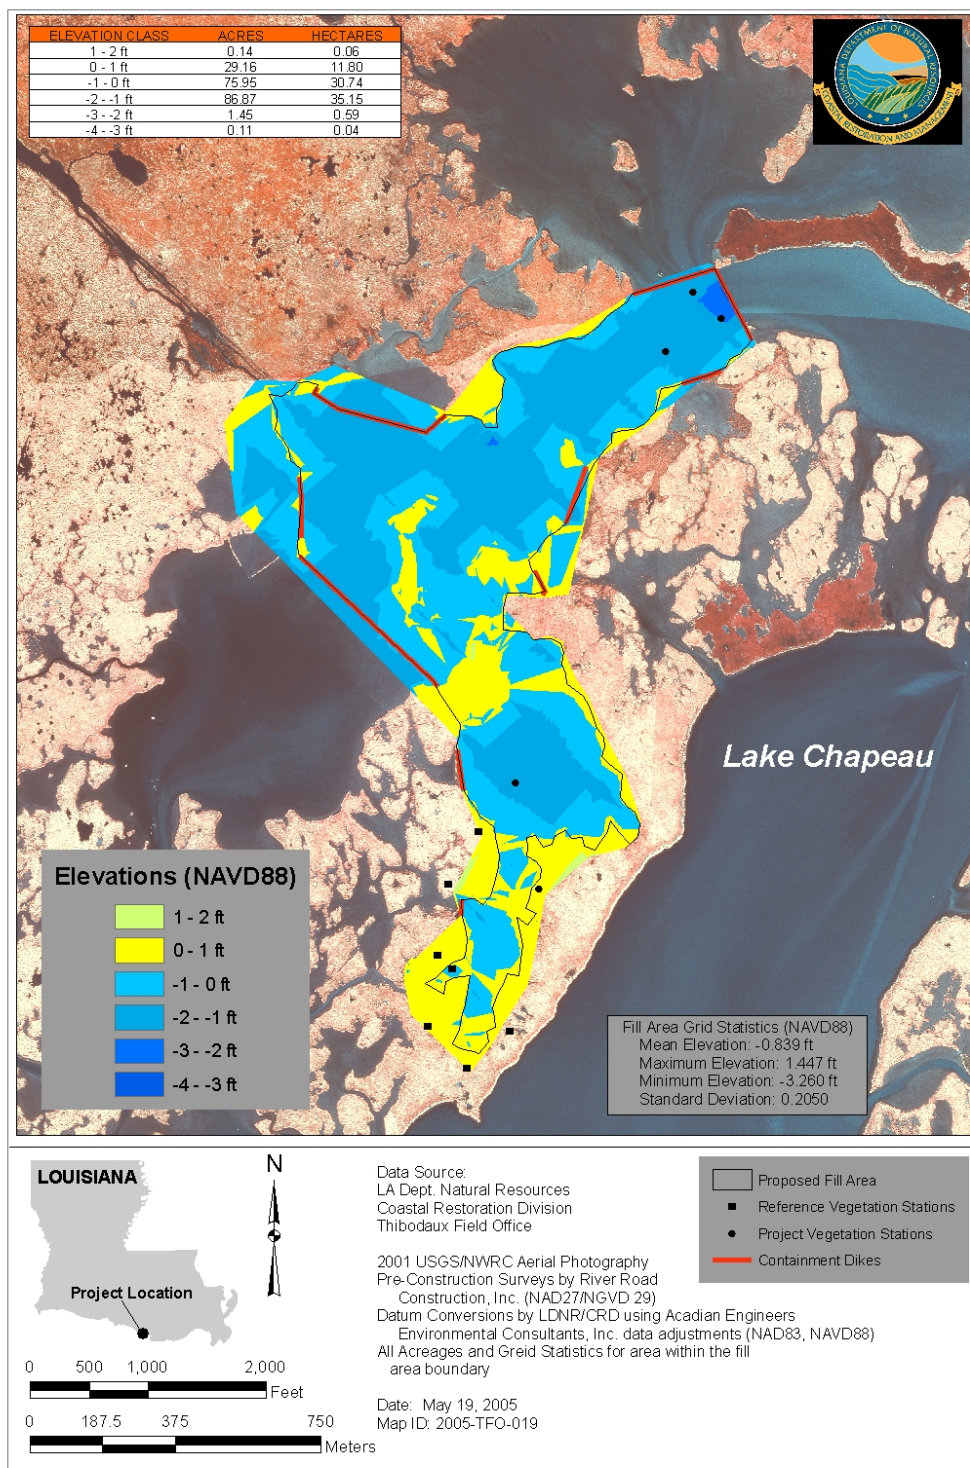 ELEVATION CLASS ACRES HECTARES
1 - 2 ft 0.14 0.06
0 - 1 ft 29.16 11.80
-1 - 0 ft 75.95 30.74
-2 - -1 ft 86.87 35.15
-3 - -2 ft 1.45 0.59
-4 - -3 ft 0.11 0.04
LOUISIANA DEPARTMENT OF NATURAL RESOURCES
COASTAL RESTORATION AND MANAGEMENT
Lake Chapeau
Elevations (NAVD88)
1 - 2 ft
0 - 1 ft
-1 - 0 ft
-2 - -1 ft
-3 - -2 ft
-4 - -3 ft
Fill Area Grid Statistics (NAVD88)
Mean Elevation: -0.839 ft
Maximum Elevation: 1.447 ft
Minimum Elevation: -3.260 ft
Standard Deviation: 0.2050
LOUISIANA
Project Location
N
0 500 1,000 2,000
Feet
0 187.5 375 750
Meters
Data Source:
LA Dept. Natural Resources
Coastal Restoration Division
Thibodaux Field Office
2001 USGS/NWRC Aerial Photography
Pre-Construction Surveys by River Road
Construction, Inc. (NAD27/NGVD 29)
Datum Conversions by LDNR/CRD using Acadian Engineers
Environmental Consultants, Inc. data adjustments (NAD83, NAVD88)
All Acreages and Greid Statistics for area within the fill
area boundary
Date: May 19, 2005
Map ID: 2005-TFO-019
Proposed Fill Area
Reference Vegetation Stations
Project Vegetation Stations
Containment Dikes